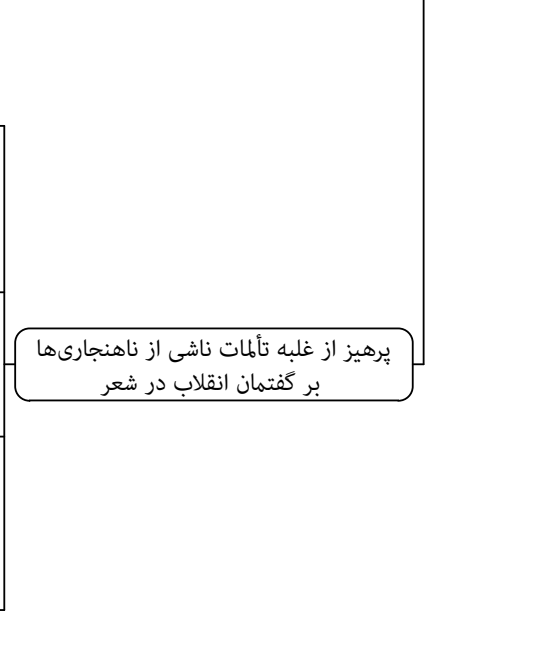 پرهیز از غلبه تألمات ناشی از ناهنجاری‌ها
بر گفتمان انقلاب در شعر